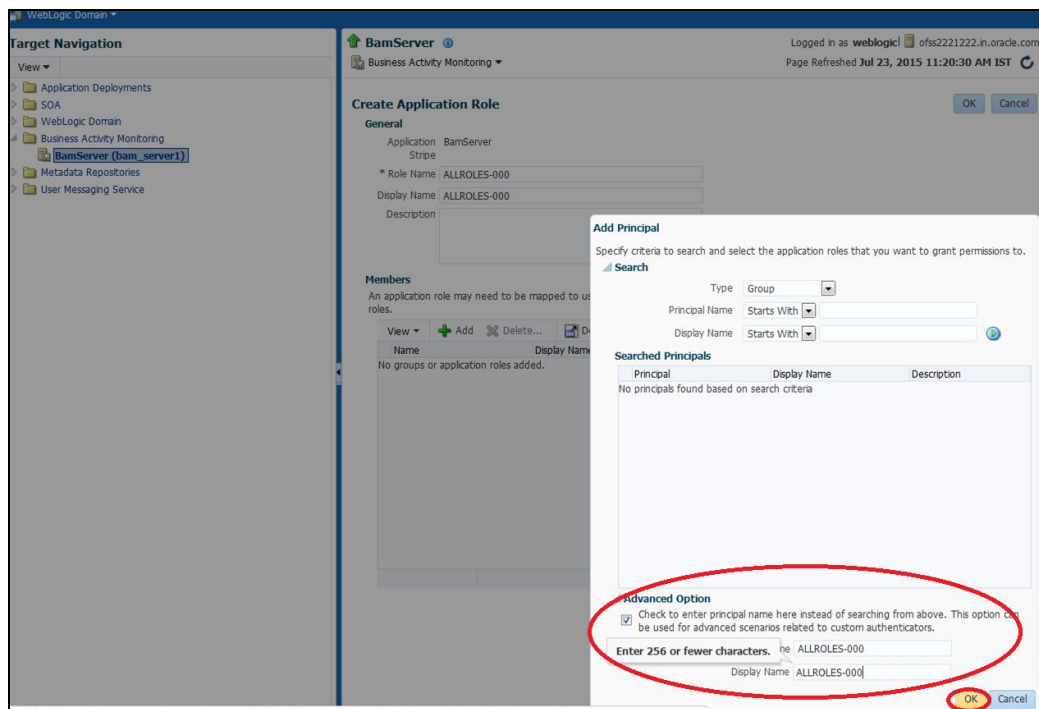 WebLogic Domain
Target Navigation
View
Application Deployments
SOA
WebLogic Domain
Business Activity Monitoring
BamServer (bam_server1)
Metadata Repositories
User Messaging Service
BamServer
Logged in as weblogic ofss2221222.in.oracle.com
Business Activity Monitoring
Page Refreshed Jul 23, 2015 11:20:30 AM IST
Create Application Role
OK Cancel
General
Application Stripe BamServer
* Role Name ALLROLES-000
Display Name ALLROLES-000
Description
Members
An application role may need to be mapped to us
roles.
View Add Delete... D
Name Display Name
No groups or application roles added.
Add Principal
Specify criteria to search and select the application roles that you want to grant permissions to.
Search
Type Group
Principal Name Starts With
Display Name Starts With
Searched Principals
Principal Display Name Description
No principals found based on search criteria
Advanced Option
Check to enter principal name here instead of searching from above. This option can
be used for advanced scenarios related to custom authenticators.
Enter 256 or fewer characters. ne ALLROLES-000
Display Name ALLROLES-000
OK Cancel